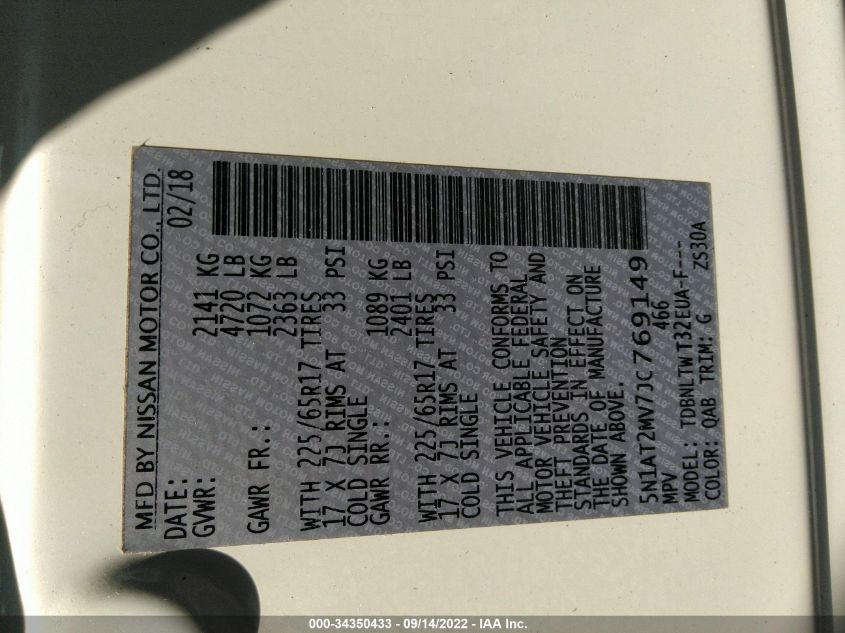 MFD BY NISSAN MOTOR CO., LTD.
DATE: 02/18
GVWR: 2141 KG
4720 LB
GAWR FR.: 1072 KG
2363 LB
WITH 225/65R17 TIRES
17 X 7J RIMS AT 33 PSI
COLD SINGLE
GAWR RR.: 1089 KG
2401 LB
WITH 225/65R17 TIRES
17 X 7J RIMS AT 33 PSI
COLD SINGLE
THIS VEHICLE CONFORMS TO
ALL APPLICABLE FEDERAL
MOTOR VEHICLE SAFETY AND
THEFT PREVENTION
STANDARDS IN EFFECT ON
THE DATE OF MANUFACTURE
SHOWN ABOVE.
5N1AT2MV7JC769149
MPV 466
MODEL: TDBNLTWT32EUA-F---
COLOR: QAB TRIM: G ZS30A
000-34350433 - 09/14/2022 - IAA Inc.